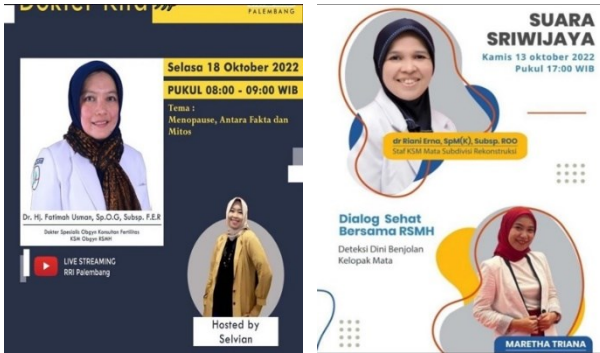 Dokter Kita
PALEMBANG
Selasa 18 Oktober 2022
PUKUL 08:00 - 09:00 WIB
Tema :
Menopause, Antara Fakta dan
Mitos
Dr. Hj. Fatimah Usman, Sp.O.G, Subsp. F.E.R
Dokter Spesialis Obgyn Konsultan Fertilitas
KSM Obgyn RSMH
LIVE STREAMING
RRI Palembang
Hosted by
Selvian
SUARA
SRIWIJAYA
Kamis 13 oktober 2022
Pukul 17:00 WIB
dr Riani Erna, SpM(K), Subsp. ROO
Staf KSM Mata Subdivisi Rekonstruksi
Dialog Sehat
Bersama RSMH
Deteksi Dini Benjolan
Kelopak Mata
MARETHA TRIANA